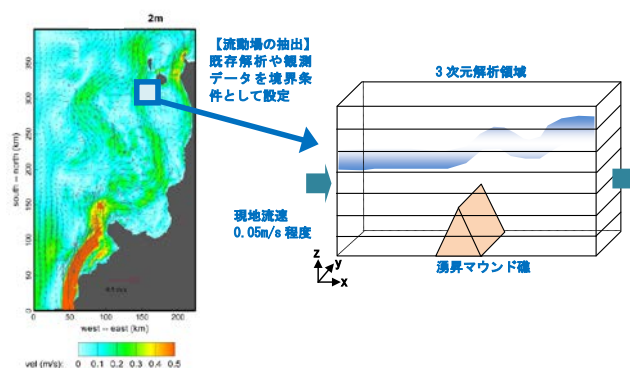 2m
【流動場の抽出】
既存解析や観測
データを境界条
件として設定
3次元解析領域
現地流速
0.05m/s 程度
湧昇マウンド礁
z
y
x
south -- north (km)
0 50 100 150 200 250 300 350
0 50 100 150 200
west -- east (km)
vel (m/s): 0 0.1 0.2 0.3 0.4 0.5